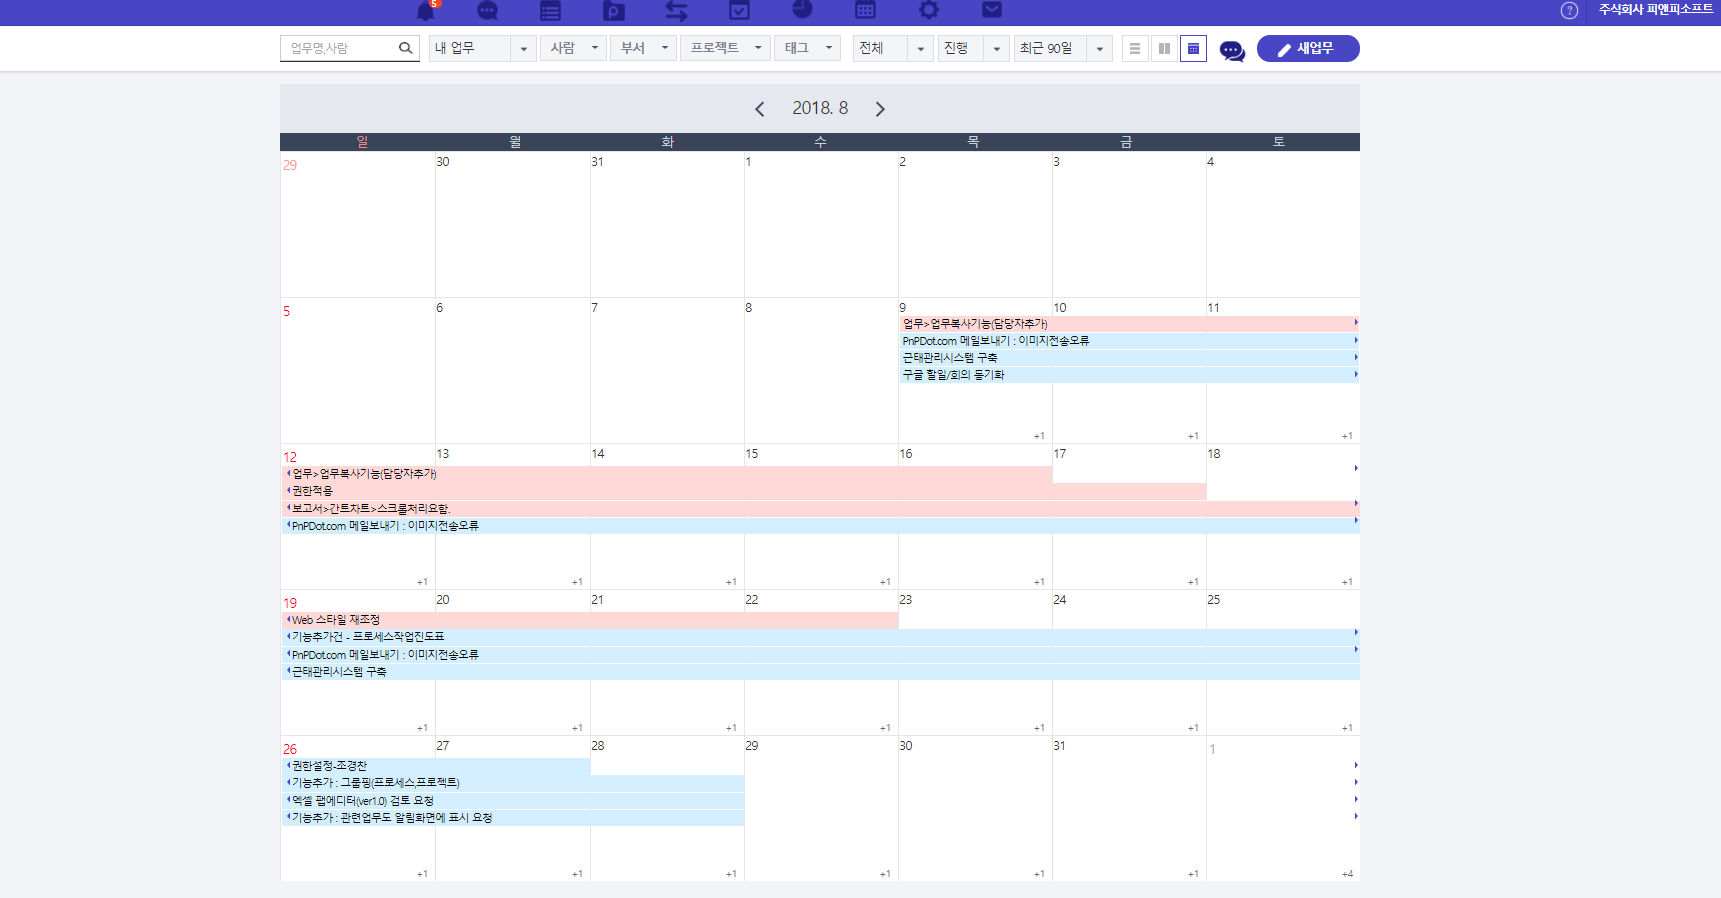 5
?
주식회사 피앤피소프트
업무명,사람
내 업무
사람
부서
프로젝트
태그
전체
진행
최근 90일
새업무
2018. 8
일 월 화 수 목 금 토
29 30 31 1 2 3 4
5 6 7 8 9 10 11
업무>업무복사기능(담당자추가)
PnPDot.com 메일보내기 : 이미지전송오류
근태관리시스템 구축
구글 할일/회의 동기화
+1 +1 +1
12 13 14 15 16 17 18
업무>업무복사기능(담당자추가)
권한적용
보고서>간트차트>스크롤처리요함.
PnPDot.com 메일보내기 : 이미지전송오류
+1 +1 +1 +1 +1 +1 +1
19 20 21 22 23 24 25
Web 스타일 재조정
기능추가건 - 프로세스작업진도표
PnPDot.com 메일보내기 : 이미지전송오류
근태관리시스템 구축
+1 +1 +1 +1 +1 +1 +1
26 27 28 29 30 31 1
권한설정-조경찬
기능추가 : 그룹핑(프로세스,프로젝트)
엑셀 팹에디터(ver1.0) 검토 요청
기능추가 : 관련업무도 알림화면에 표시 요청
+1 +1 +1 +1 +1 +1 +4